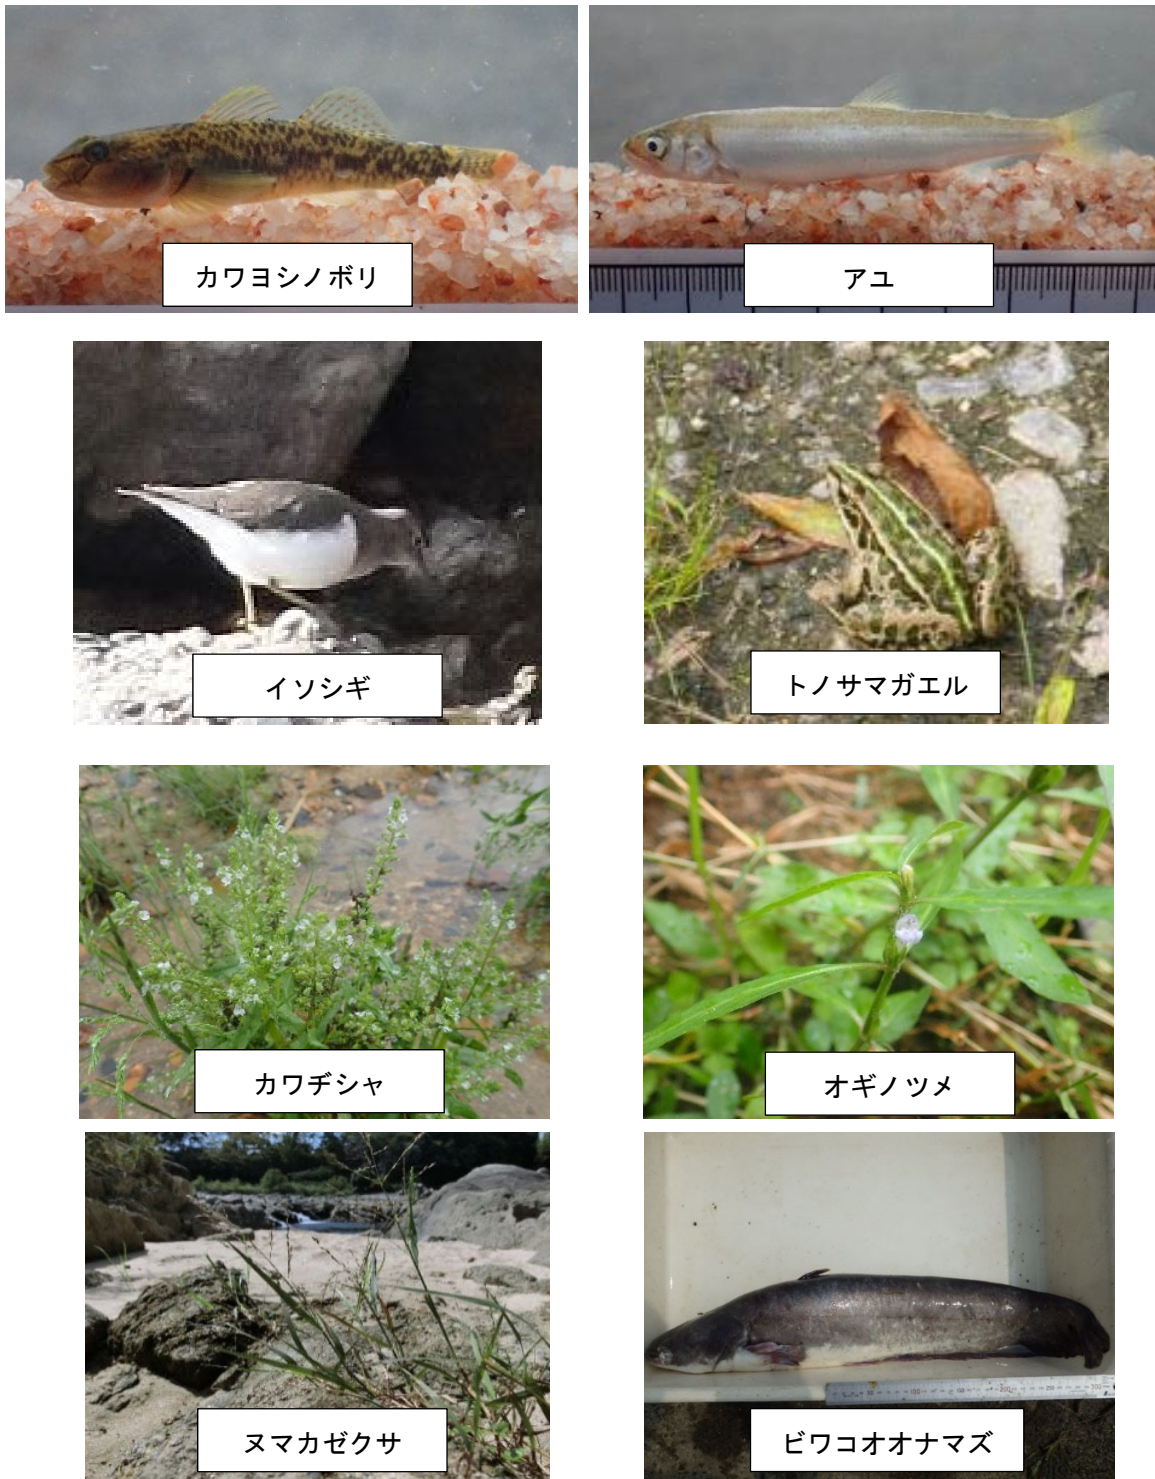 カワヨシノボリ
アユ
イソシギ
トノサマガエル
カワヂシャ
オギノツメ
ヌマカゼクサ
ビワコオオナマズ